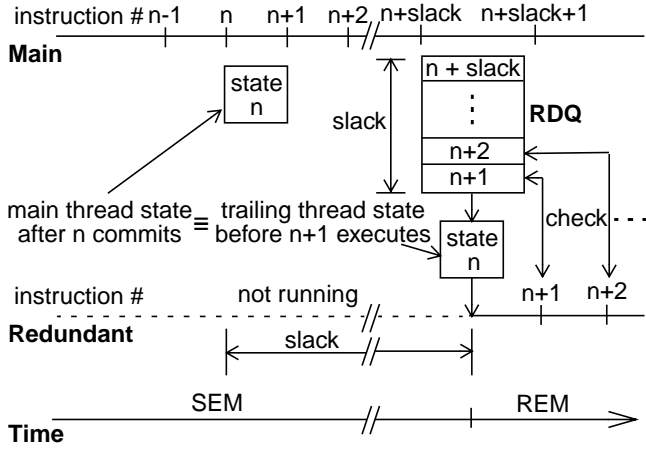 instruction # n-1 n n+1 n+2 n+slack n+slack+1
Main
state
n
slack
n + slack
RDQ
n+2
n+1
main thread state ≡ trailing thread state
after n commits before n+1 executes
check
state
n
instruction # not running n+1 n+2
Redundant
slack
SEM REM
Time